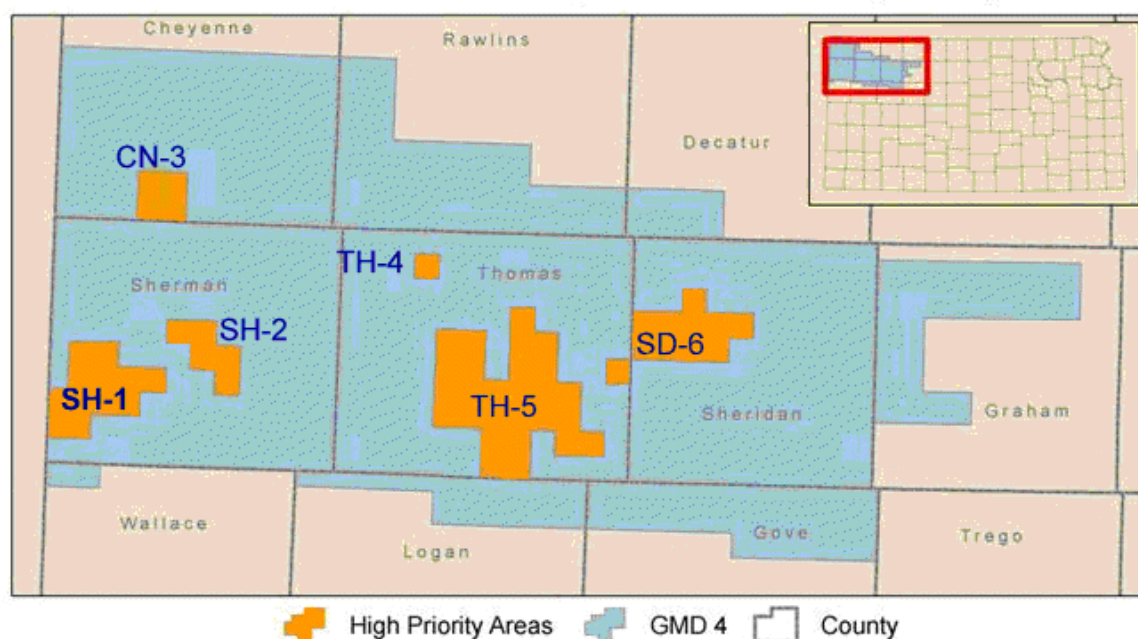 Cheyenne
Rawlins
Decatur
CN-3
TH-4
Thomas
Sherman
SH-2
SD-6
SH-1
TH-5
Sheridan
Graham
Wallace
Logan
Gove
Trego
High Priority Areas
GMD 4
County